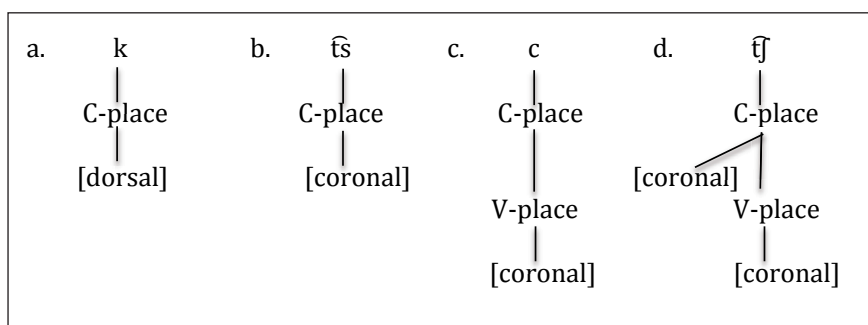 a. k b. t͡s c. c d. t͡ʃ
C-place C-place C-place C-place
[dorsal] [coronal] [coronal]
V-place V-place
[coronal] [coronal]